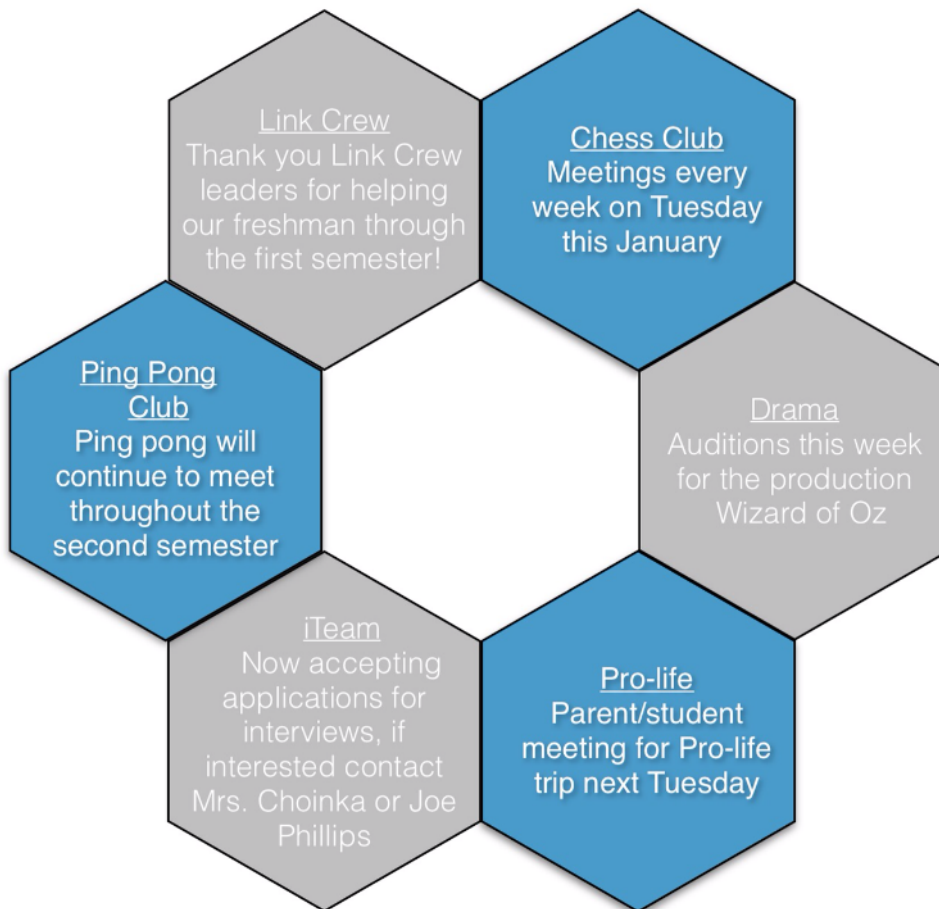 Link Crew
Thank you Link Crew
leaders for helping
our freshman through
the first semester!
Chess Club
Meetings every
week on Tuesday
this January
Ping Pong
Club
Ping pong will
continue to meet
throughout the
second semester
Drama
Auditions this week
for the production
Wizard of Oz
iTeam
Now accepting
applications for
interviews, if
interested contact
Mrs. Choinka or Joe
Phillips
Pro-life
Parent/student
meeting for Pro-life
trip next Tuesday